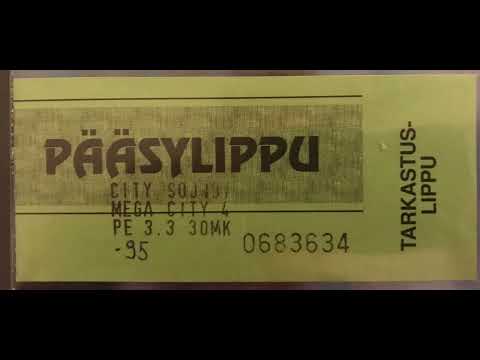 PÄÄSYLIPPU
CITY
MEGA CITY 4
PE 3.3 30MK
-95
0683634
TARKASTUS-
LIPPU